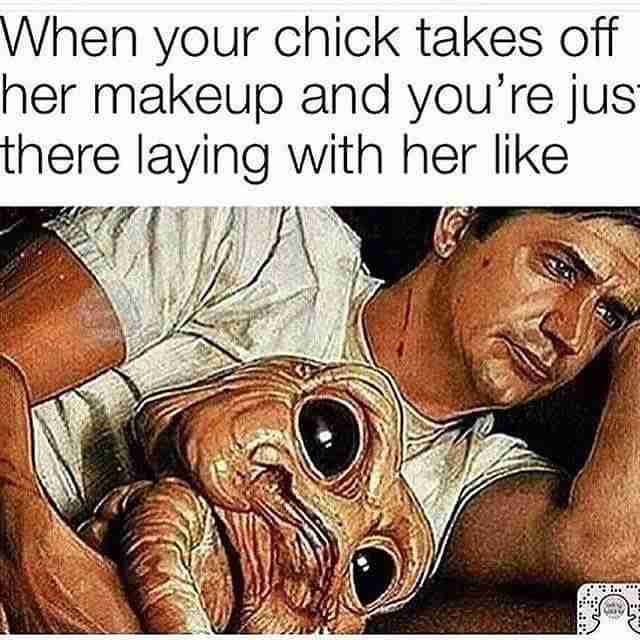 When your chick takes off
her makeup and you're jus
there laying with her like